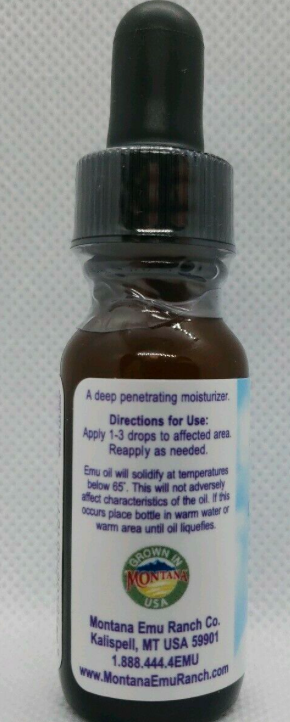 A deep penetrating moisturizer.
Directions for Use:
Apply 1-3 drops to affected area.
Reapply as needed.
Emu oil will solidify at temperatures
below 65°. This will not adversely
affect characteristics of the oil. If this
occurs place bottle in warm water or
warm area until oil liquefies.
GROWN IN
MONTANA
USA
Montana Emu Ranch Co.
Kalispell, MT USA 59901
1.888.444.4EMU
www.MontanaEmuRanch.com